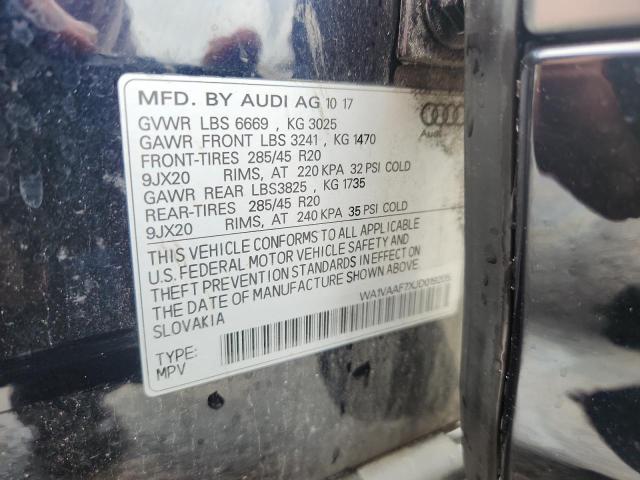 MFD. BY AUDI AG 10 17
GVWR LBS 6669 , KG 3025
GAWR FRONT LBS 3241 , KG 1470
FRONT-TIRES 285/45 R20
9JX20 RIMS, AT 220 KPA 32 PSI COLD
GAWR REAR LBS3825 , KG 1735
REAR-TIRES 285/45 R20
9JX20 RIMS, AT 240 KPA 35 PSI COLD
THIS VEHICLE CONFORMS TO ALL APPLICABLE
U.S. FEDERAL MOTOR VEHICLE SAFETY AND
THEFT PREVENTION STANDARDS IN EFFECT ON
THE DATE OF MANUFACTURE SHOWN ABOVE.
SLOVAKIA
TYPE:
MPV
Audi